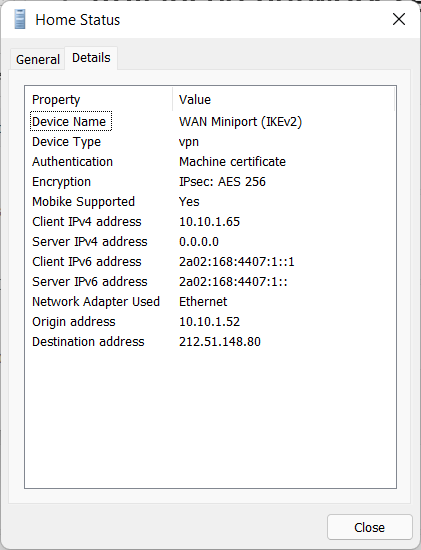 Home Status
General Details
Property Value
Device Name WAN Miniport (IKEv2)
Device Type vpn
Authentication Machine certificate
Encryption IPsec: AES 256
Mobike Supported Yes
Client IPv4 address 10.10.1.65
Server IPv4 address 0.0.0.0
Client IPv6 address 2a02:168:4407:1::1
Server IPv6 address 2a02:168:4407:1::
Network Adapter Used Ethernet
Origin address 10.10.1.52
Destination address 212.51.148.80
Close